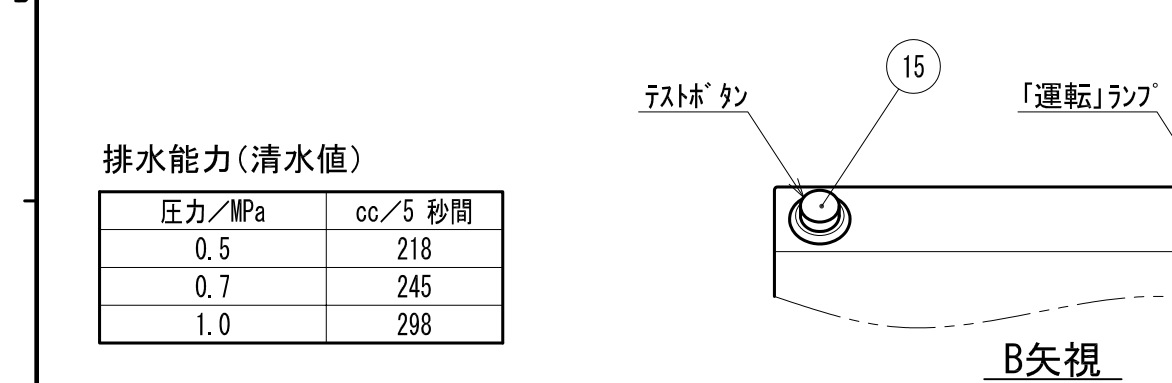 15
ﾃｽﾄﾎﾞﾀﾝ
｢運転｣ﾗﾝﾌﾟ
排水能力(清水値)
圧力／MPa cc／5 秒間
0.5 218
0.7 245
1.0 298
B矢視